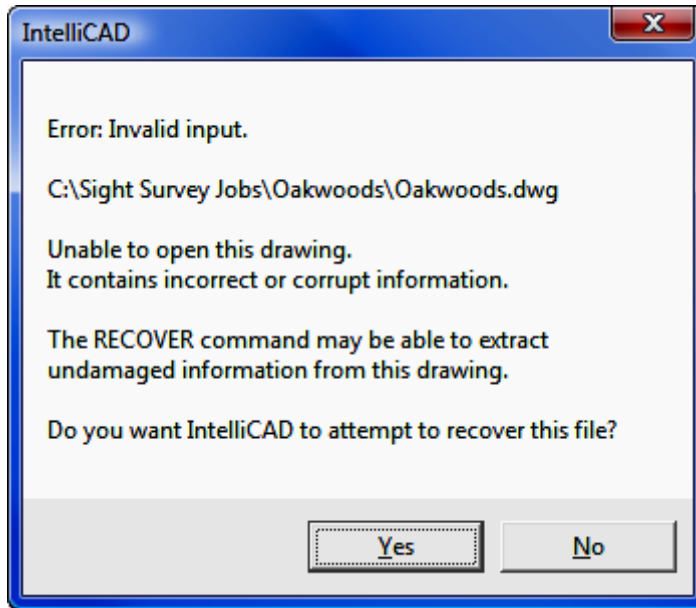 IntelliCAD
Error: Invalid input.
C:\Sight Survey Jobs\Oakwoods\Oakwoods.dwg
Unable to open this drawing.
It contains incorrect or corrupt information.
The RECOVER command may be able to extract
undamaged information from this drawing.
Do you want IntelliCAD to attempt to recover this file?
Yes No